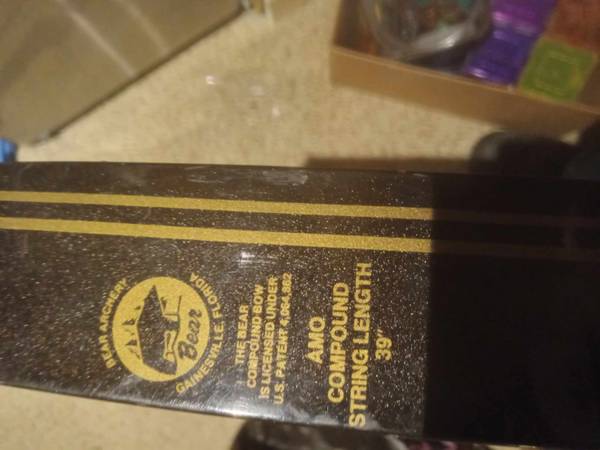 BEAR ARCHERY
Bear
GAINESVILLE, FLORIDA
THE BEAR
COMPOUND BOW
IS LICENSED UNDER
U.S. PATENT 4,064,862
AMO
COMPOUND
STRING LENGTH
39"